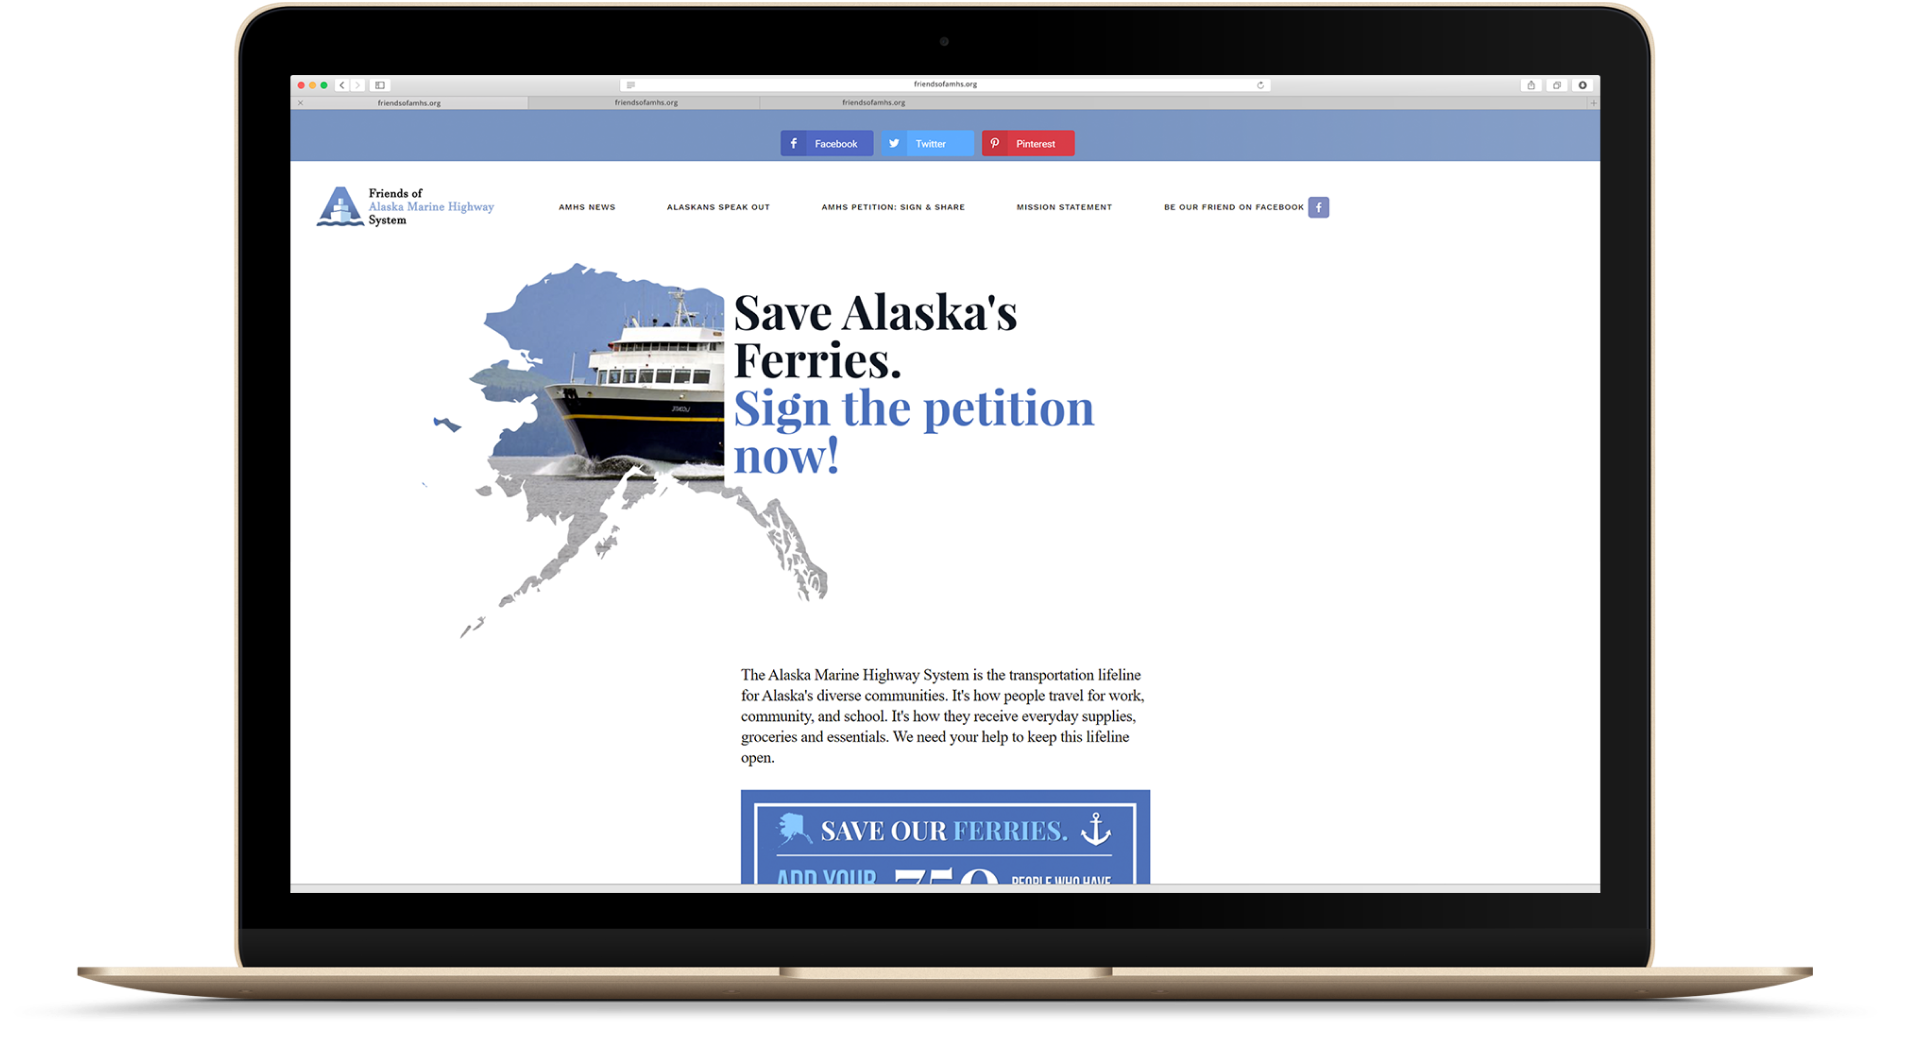 friendsofamhs.org
friendsofamhs.org
friendsofamhs.org
friendsofamhs.org
Facebook
Twitter
Pinterest
Friends of
Alaska Marine Highway
System
AMHS NEWS
ALASKANS SPEAK OUT
AMHS PETITION: SIGN & SHARE
MISSION STATEMENT
BE OUR FRIEND ON FACEBOOK
Save Alaska's
Ferries.
Sign the petition
now!
The Alaska Marine Highway System is the transportation lifeline
for Alaska's diverse communities. It's how people travel for work,
community, and school. It's how they receive everyday supplies,
groceries and essentials. We need your help to keep this lifeline
open.
SAVE OUR FERRIES.
ADD YOUR 750 PEOPLE WHO HAVE